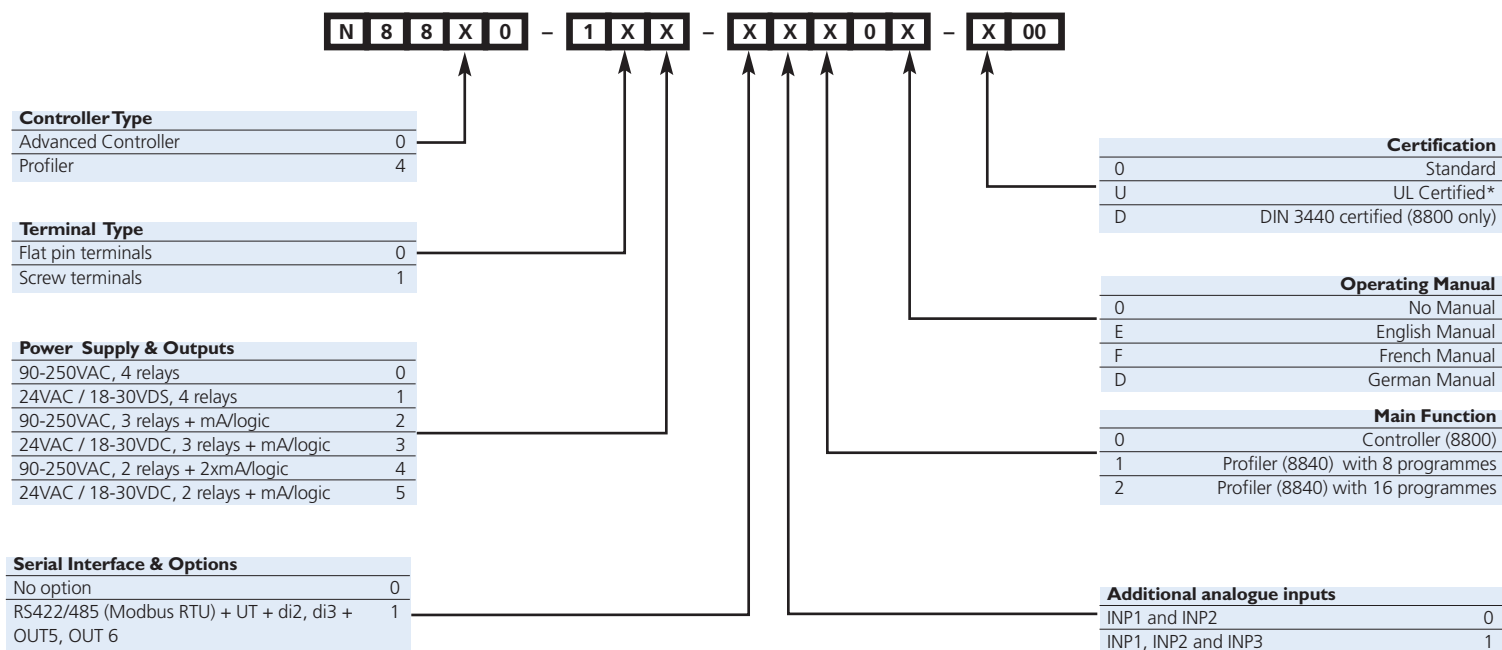 N 8 8 X 0 – 1 X X – X X X 0 X – X 00
Controller Type
Advanced Controller 0
Profiler 4
Terminal Type
Flat pin terminals 0
Screw terminals 1
Power Supply & Outputs
90-250VAC, 4 relays 0
24VAC / 18-30VDS, 4 relays 1
90-250VAC, 3 relays + mA/logic 2
24VAC / 18-30VDC, 3 relays + mA/logic 3
90-250VAC, 2 relays + 2xmA/logic 4
24VAC / 18-30VDC, 2 relays + mA/logic 5
Serial Interface & Options
No option 0
RS422/485 (Modbus RTU) + UT + di2, di3 + 1
OUT5, OUT 6
Certification
0 Standard
U UL Certified*
D DIN 3440 certified (8800 only)
Operating Manual
0 No Manual
E English Manual
F French Manual
D German Manual
Main Function
0 Controller (8800)
1 Profiler (8840) with 8 programmes
2 Profiler (8840) with 16 programmes
Additional analogue inputs
INP1 and INP2 0
INP1, INP2 and INP3 1